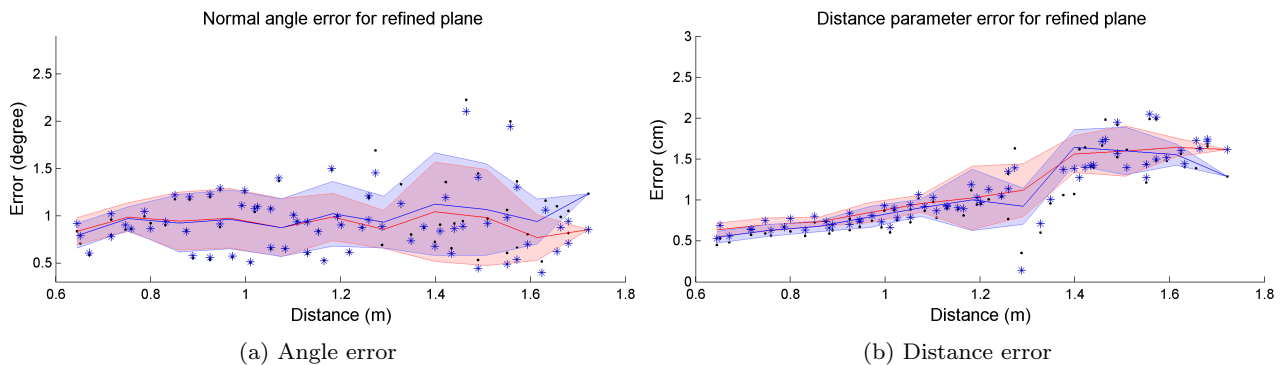 Normal angle error for refined plane
Error (degree)
2.5
2
1.5
1
0.5
0.6 0.8 1 1.2 1.4 1.6 1.8
Distance (m)
(a) Angle error
Distance parameter error for refined plane
Error (cm)
3
2.5
2
1.5
1
0.5
0
0.6 0.8 1 1.2 1.4 1.6 1.8
Distance (m)
(b) Distance error